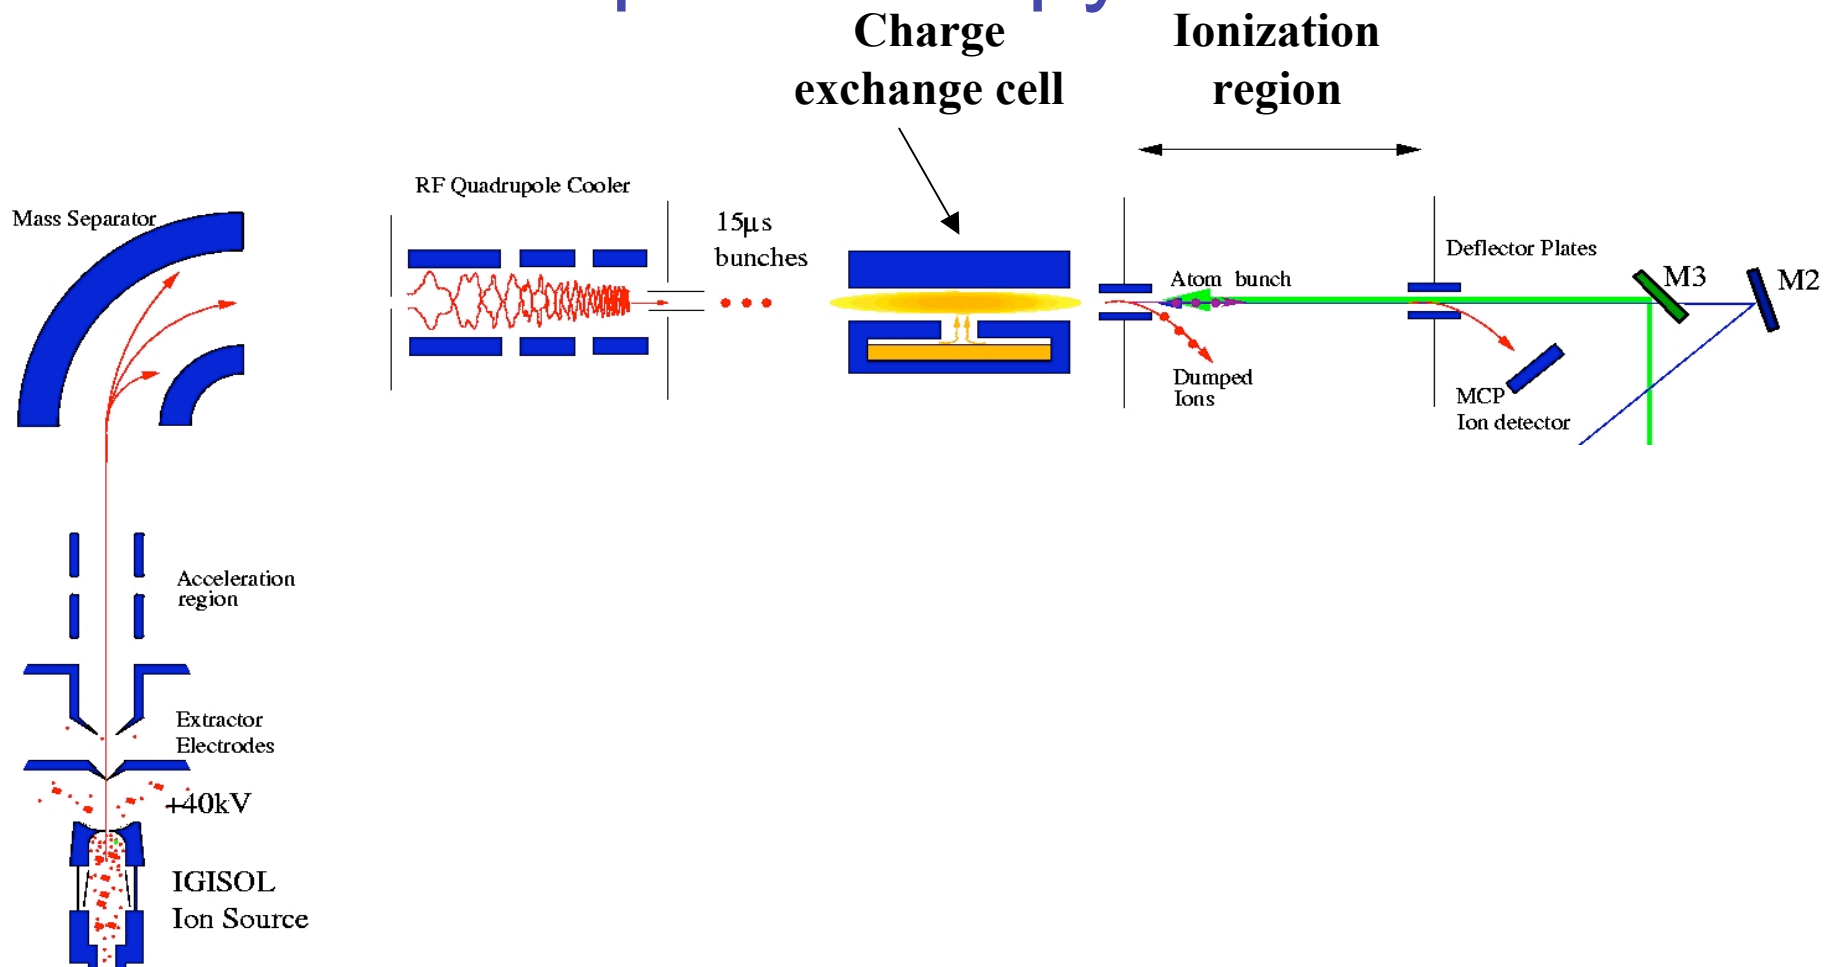 Charge
exchange cell
Ionization
region
RF Quadrupole Cooler
Mass Separator
15μs
bunches
Deflector Plates
Atom bunch
M3
M2
Dumped
Ions
MCP
Ion detector
Acceleration
region
Extractor
Electrodes
+40kV
IGISOL
Ion Source